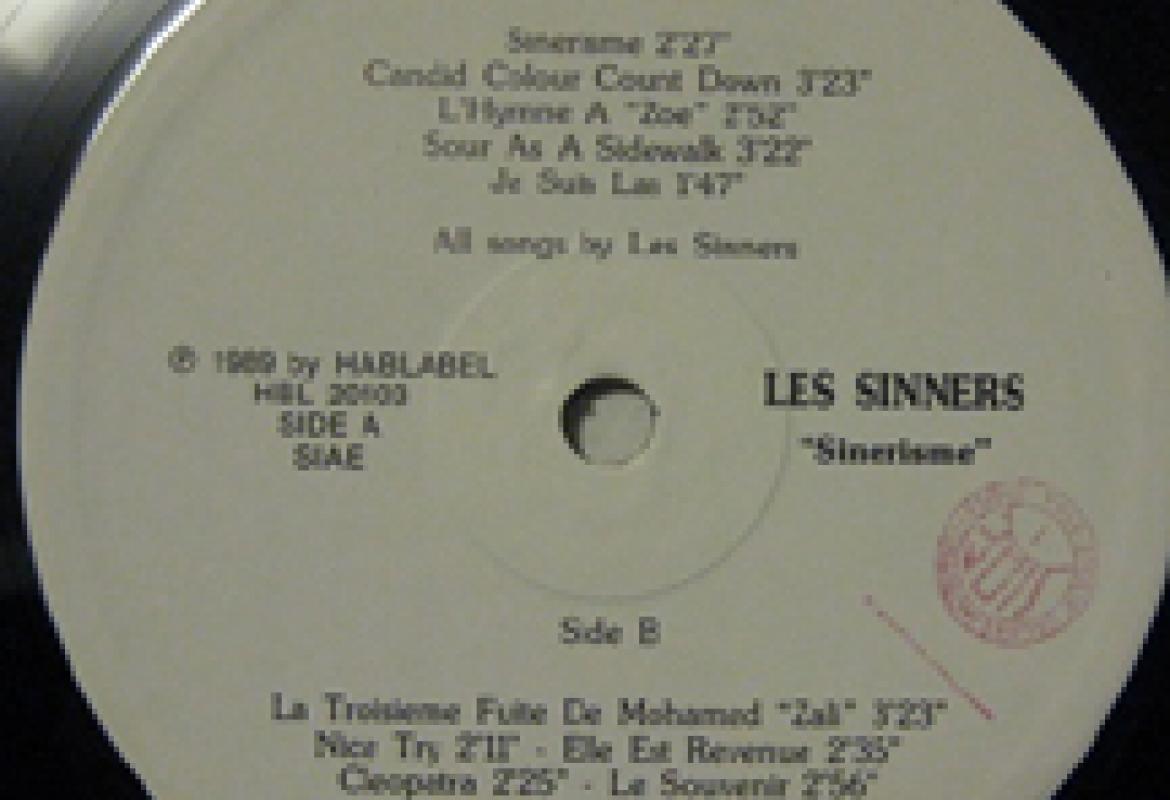 Sinerisme 2'27"
Candid Colour Count Down 3'23"
L'Hymne A "Zoe" 2'52"
Sour As A Sidewalk 3'22"
Je Suis Las 1'47"
All songs by Les Sinners
℗ 1989 by HABLABEL
HBL 20103
SIDE A
SIAE
LES SINNERS
"Sinerisme"
Side B
La Troisieme Fuite De Mohamed "Zali" 3'23"
Nice Try 2'11" - Elle Est Revenue 2'35"
Cleopatra 2'25" - Le Souvenir 2'56"